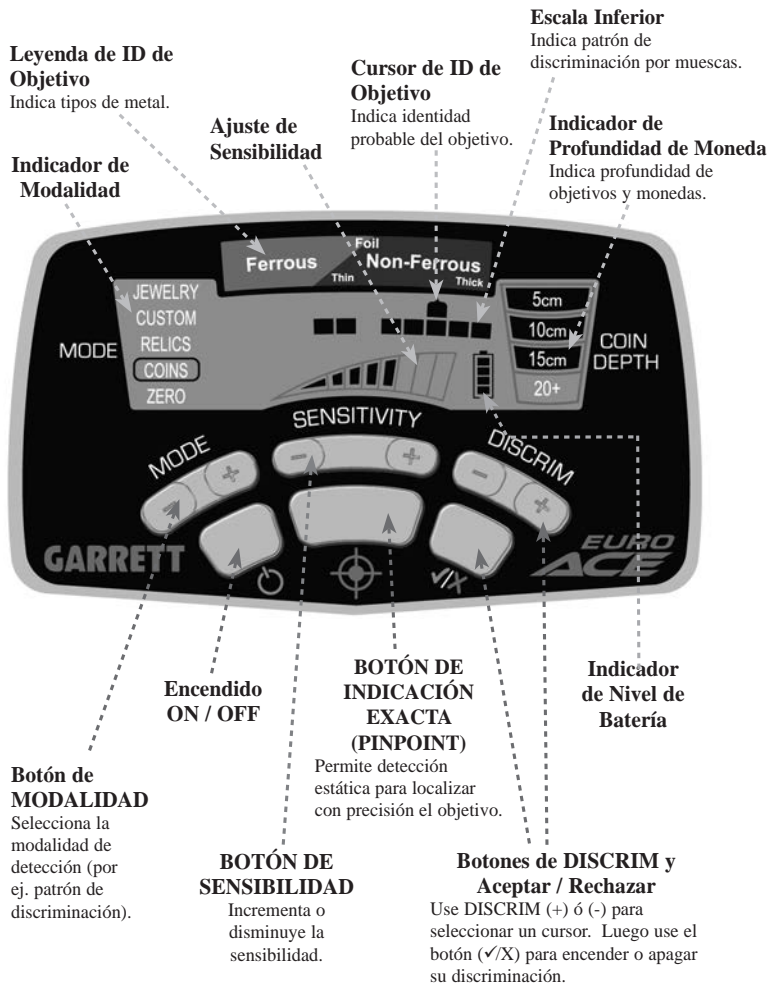 Escala Inferior
Indica patrón de
discriminación por muescas.
Leyenda de ID de
Objetivo
Indica tipos de metal.
Cursor de ID de
Objetivo
Indica identidad
probable del objetivo.
Ajuste de
Sensibilidad
Indicador de
Profundidad de Moneda
Indica profundidad de
objetivos y monedas.
Indicador de
Modalidad
Ferrous
Foil
Non-Ferrous
Thin
Thick
MODE
JEWELRY
CUSTOM
RELICS
COINS
ZERO
5cm
10cm
15cm
20+
COIN
DEPTH
MODE
- +
SENSITIVITY
- +
DISCRIM
- +
GARRETT
✓/X
EURO
ACE
Encendido
ON / OFF
BOTÓN DE
INDICACIÓN
EXACTA
(PINPOINT)
Permite detección
estática para localizar
con precisión el objetivo.
Indicador
de Nivel de
Batería
Botón de
MODALIDAD
Selecciona la
modalidad de
detección (por
ej. patrón de
discriminación).
BOTÓN DE
SENSIBILIDAD
Incrementa o
disminuye la
sensibilidad.
Botones de DISCRIM y
Aceptar / Rechazar
Use DISCRIM (+) ó (-) para
seleccionar un cursor. Luego use el
botón (✓/X) para encender o apagar
su discriminación.